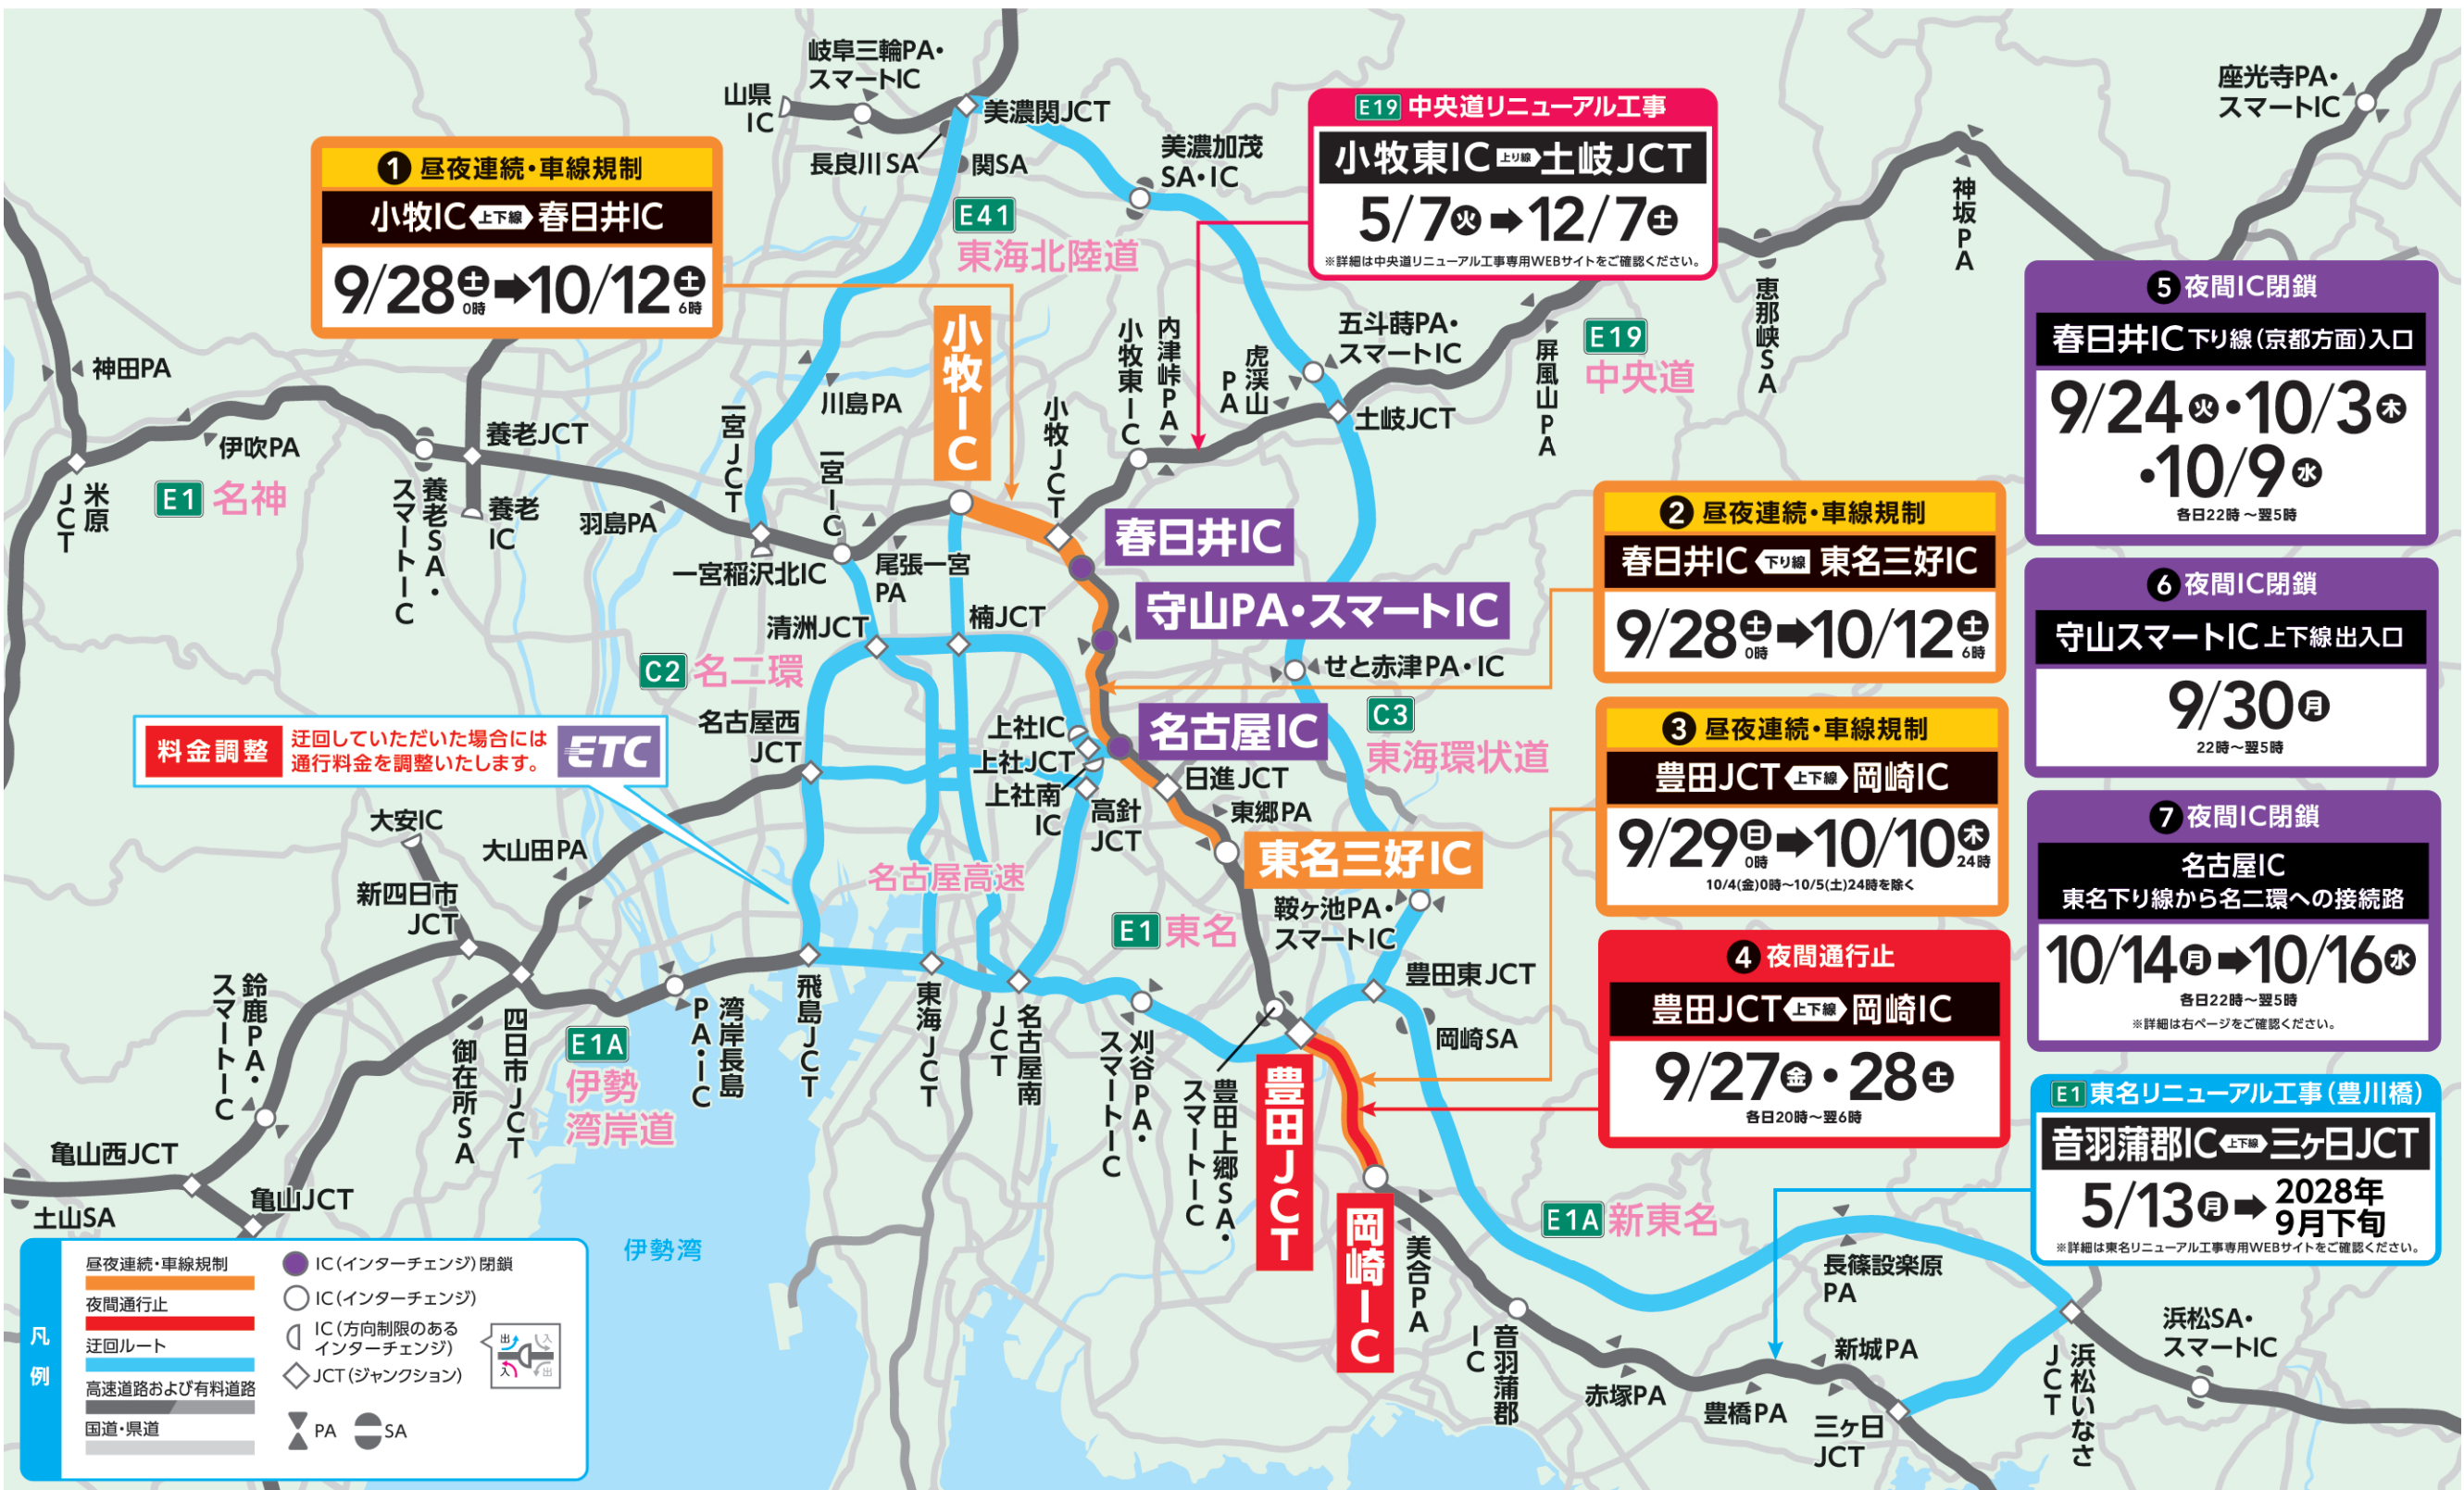 岐阜三輪PA・
スマートIC
山県
IC
美濃関JCT
長良川SA
関SA
美濃加茂
SA・IC
E41
東海北陸道
座光寺PA・
スマートIC
E19 中央道リニューアル工事
小牧東IC 上り線 土岐JCT
5/7火➡12/7土
※詳細は中央道リニューアル工事専用WEBサイトをご確認ください。
1 昼夜連続・車線規制
小牧IC 上下線 春日井IC
9/28土0時➡10/12土6時
神坂PA
恵那峡SA
5 夜間IC閉鎖
春日井IC下り線(京都方面)入口
9/24火・10/3木
・10/9水
各日22時〜翌5時
神田PA
伊吹PA
米原
JCT
E1 名神
養老JCT
養老SA・
スマートIC
養老
IC
羽島PA
川島PA
一宮JCT
一宮IC
小牧IC
小牧JCT
小牧東IC
内津峠PA
虎渓山
PA
五斗蒔PA・
スマートIC
土岐JCT
屏風山PA
E19
中央道
一宮稲沢北IC
尾張一宮
PA
春日井IC
守山PA・スマートIC
2 昼夜連続・車線規制
春日井IC 下り線 東名三好IC
9/28土0時➡10/12土6時
6 夜間IC閉鎖
守山スマートIC上下線出入口
9/30月
22時〜翌5時
清洲JCT
楠JCT
C2 名二環
せと赤津PA・IC
名古屋西
JCT
上社IC
上社JCT
上社南
IC
高針
JCT
名古屋IC
C3
東海環状道
日進JCT
東郷PA
3 昼夜連続・車線規制
豊田JCT 上下線 岡崎IC
9/29日0時➡10/10木24時
10/4(金)0時〜10/5(土)24時を除く
7 夜間IC閉鎖
名古屋IC
東名下り線から名二環への接続路
10/14月➡10/16水
各日22時〜翌5時
※詳細は右ページをご確認ください。
料金調整
迂回していただいた場合には
通行料金を調整いたします。
ETC
大安IC
大山田PA
新四日市
JCT
名古屋高速
東名三好IC
E1 東名
鞍ケ池PA・
スマートIC
豊田東JCT
岡崎SA
4 夜間通行止
豊田JCT 上下線 岡崎IC
9/27金・28土
各日20時〜翌6時
鈴鹿PA・
スマートIC
御在所SA
四日市JCT
E1A
伊勢
湾岸道
湾岸長島
PA・IC
飛島JCT
東海JCT
名古屋南
JCT
刈谷PA・
スマートIC
豊田上郷SA・
スマートIC
豊田JCT
岡崎IC
E1 東名リニューアル工事(豊川橋)
音羽蒲郡IC 上下線 三ヶ日JCT
5/13月➡2028年
9月下旬
※詳細は東名リニューアル工事専用WEBサイトをご確認ください。
亀山西JCT
亀山JCT
土山SA
伊勢湾
E1A 新東名
美合PA
音羽蒲郡
IC
赤塚PA
豊橋PA
新城PA
長篠設楽原
PA
三ヶ日
JCT
浜松いなさ
JCT
浜松SA・
スマートIC
凡例
昼夜連続・車線規制
夜間通行止
迂回ルート
高速道路および有料道路
国道・県道
IC(インターチェンジ)閉鎖
IC(インターチェンジ)
IC(方向制限のある
インターチェンジ)
JCT(ジャンクション)
PA
SA
出 入
入 出